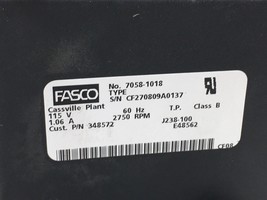 FASCO
No. 7058-1018
TYPE
S/N CF270809A0137
Cassville Plant 60 Hz T.P. Class B
115 V 2750 RPM J238-100
1.06 A E48562
Cust. P/N 348572
CF08